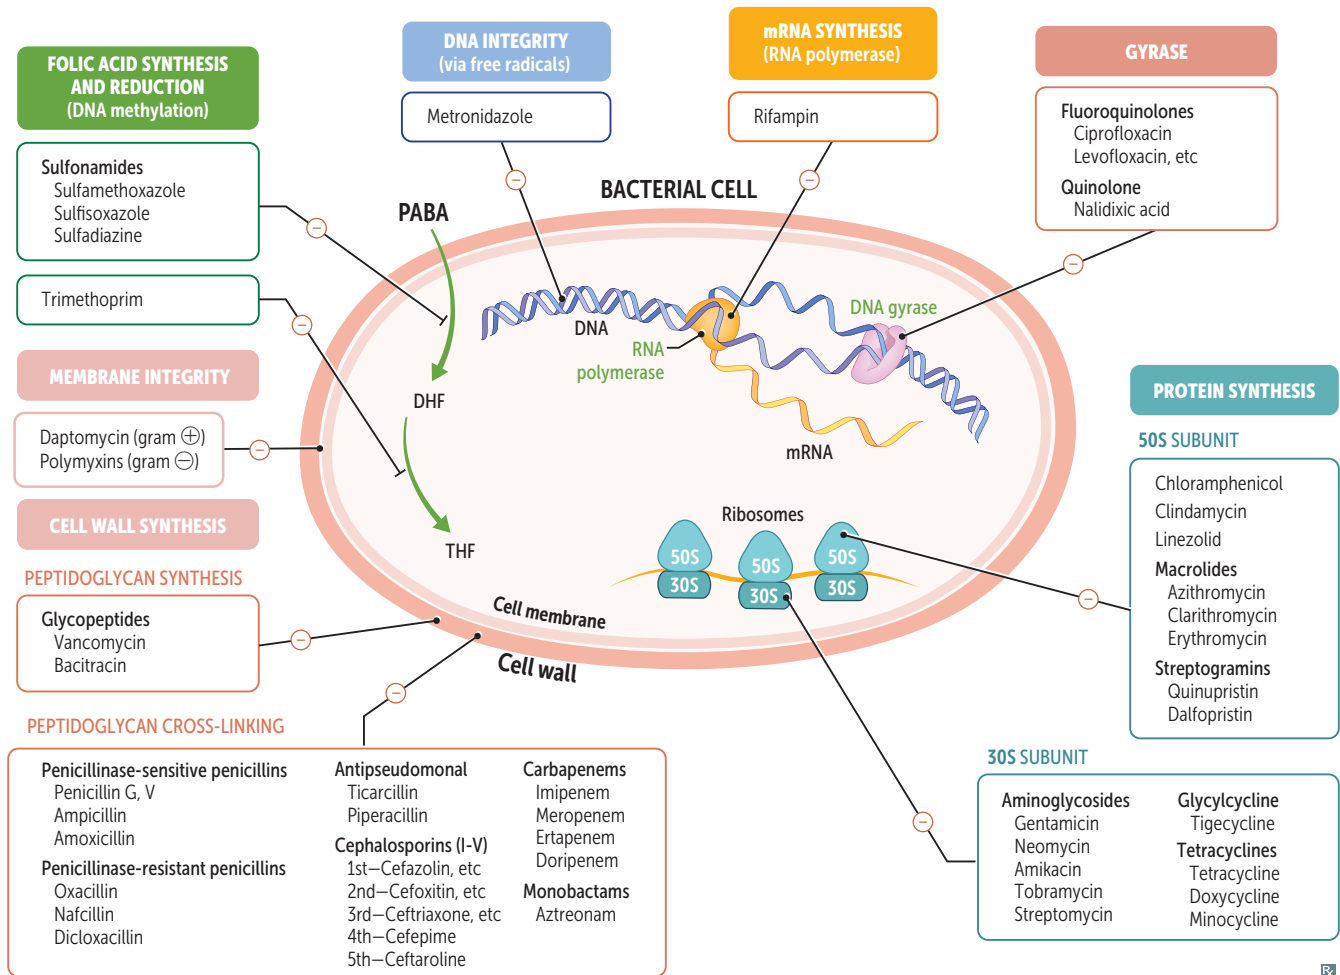 FOLIC ACID SYNTHESIS
AND REDUCTION
(DNA methylation)
Sulfonamides
Sulfamethoxazole
Sulfisoxazole
Sulfadiazine
Trimethoprim
MEMBRANE INTEGRITY
Daptomycin (gram ⊕)
Polymyxins (gram ⊖)
CELL WALL SYNTHESIS
PEPTIDOGLYCAN SYNTHESIS
Glycopeptides
Vancomycin
Bacitracin
PEPTIDOGLYCAN CROSS-LINKING
Penicillinase-sensitive penicillins
Penicillin G, V
Ampicillin
Amoxicillin
Penicillinase-resistant penicillins
Oxacillin
Nafcillin
Dicloxacillin
Antipseudomonal
Ticarcillin
Piperacillin
Cephalosporins (I-V)
1st—Cefazolin, etc
2nd—Cefoxitin, etc
3rd—Ceftriaxone, etc
4th—Cefepime
5th—Ceftaroline
Carbapenems
Imipenem
Meropenem
Ertapenem
Doripenem
Monobactams
Aztreonam
DNA INTEGRITY
(via free radicals)
Metronidazole
mRNA SYNTHESIS
(RNA polymerase)
Rifampin
GYRASE
Fluoroquinolones
Ciprofloxacin
Levofloxacin, etc
Quinolone
Nalidixic acid
BACTERIAL CELL
PABA
DHF
THF
DNA
RNA
polymerase
DNA gyrase
mRNA
Ribosomes
50S
30S
50S
30S
50S
30S
Cell membrane
Cell wall
PROTEIN SYNTHESIS
50S SUBUNIT
Chloramphenicol
Clindamycin
Linezolid
Macrolides
Azithromycin
Clarithromycin
Erythromycin
Streptogramins
Quinupristin
Dalfopristin
30S SUBUNIT
Aminoglycosides
Gentamicin
Neomycin
Amikacin
Tobramycin
Streptomycin
Glycylcycline
Tigecycline
Tetracyclines
Tetracycline
Doxycycline
Minocycline
Rx